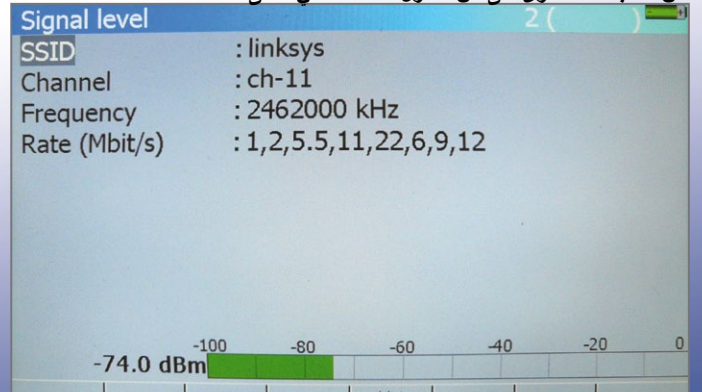 Signal level 2 ( )
SSID : linksys
Channel : ch-11
Frequency : 2462000 kHz
Rate (Mbit/s) : 1,2,5.5,11,22,6,9,12
-100 -80 -60 -40 -20 0
-74.0 dBm